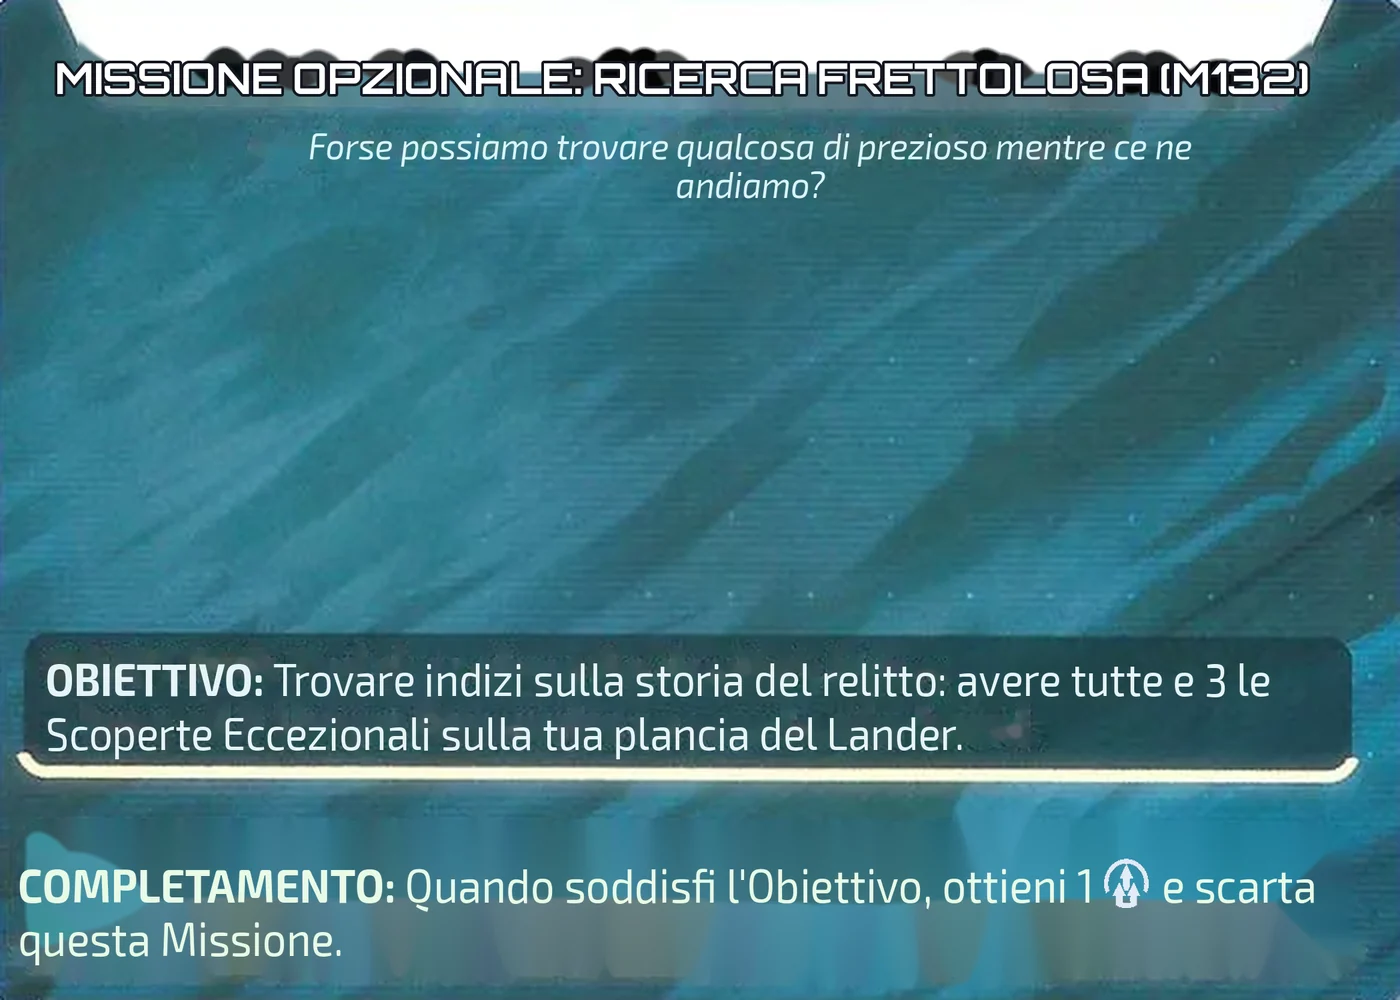 MISSIONE OPZIONALE: RICERCA FRETTOLOSA (M132)
Forse possiamo trovare qualcosa di prezioso mentre ce ne
andiamo?
OBIETTIVO: Trovare indizi sulla storia del relitto: avere tutte e 3 le
Scoperte Eccezionali sulla tua plancia del Lander.
COMPLETAMENTO: Quando soddisfi l'Obiettivo, ottieni 1 e scarta
questa Missione.